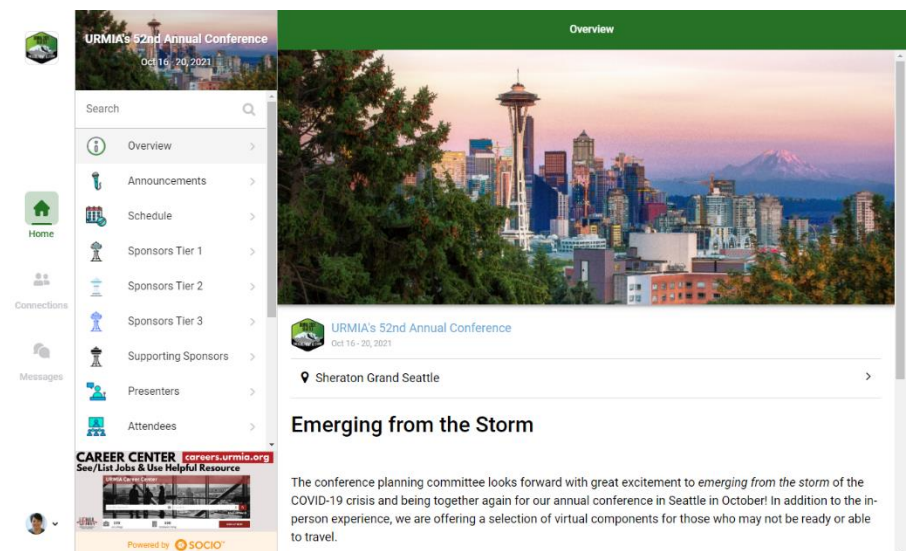 URMIA's 52nd Annual Conference
Oct 16 - 20, 2021
Search
Overview
Announcements
Schedule
Sponsors Tier 1
Sponsors Tier 2
Sponsors Tier 3
Supporting Sponsors
Presenters
Attendees
CAREER CENTER careers.urmia.org
See/List Jobs & Use Helpful Resource
URMIA Career Center
Powered by SOCIO
Home
Connections
Messages
Overview
URMIA's 52nd Annual Conference
Oct 16 - 20, 2021
Sheraton Grand Seattle
Emerging from the Storm
The conference planning committee looks forward with great excitement to emerging from the storm of the
COVID-19 crisis and being together again for our annual conference in Seattle in October! In addition to the in-
person experience, we are offering a selection of virtual components for those who may not be ready or able
to travel.